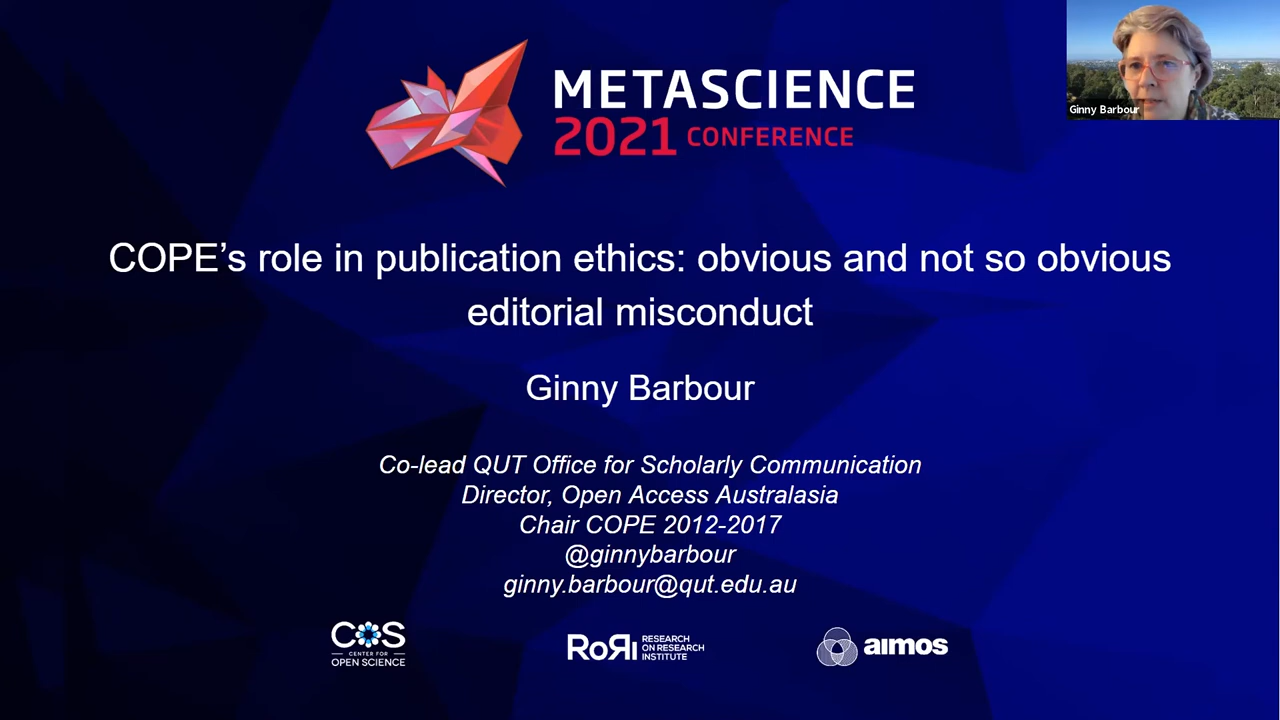 METASCIENCE
2021 CONFERENCE
Ginny Barbour
COPE’s role in publication ethics: obvious and not so obvious
editorial misconduct
Ginny Barbour
Co-lead QUT Office for Scholarly Communication
Director, Open Access Australasia
Chair COPE 2012-2017
@ginnybarbour
ginny.barbour@qut.edu.au
COS
CENTER FOR
OPEN SCIENCE
RoRI
RESEARCH
ON RESEARCH
INSTITUTE
aimos